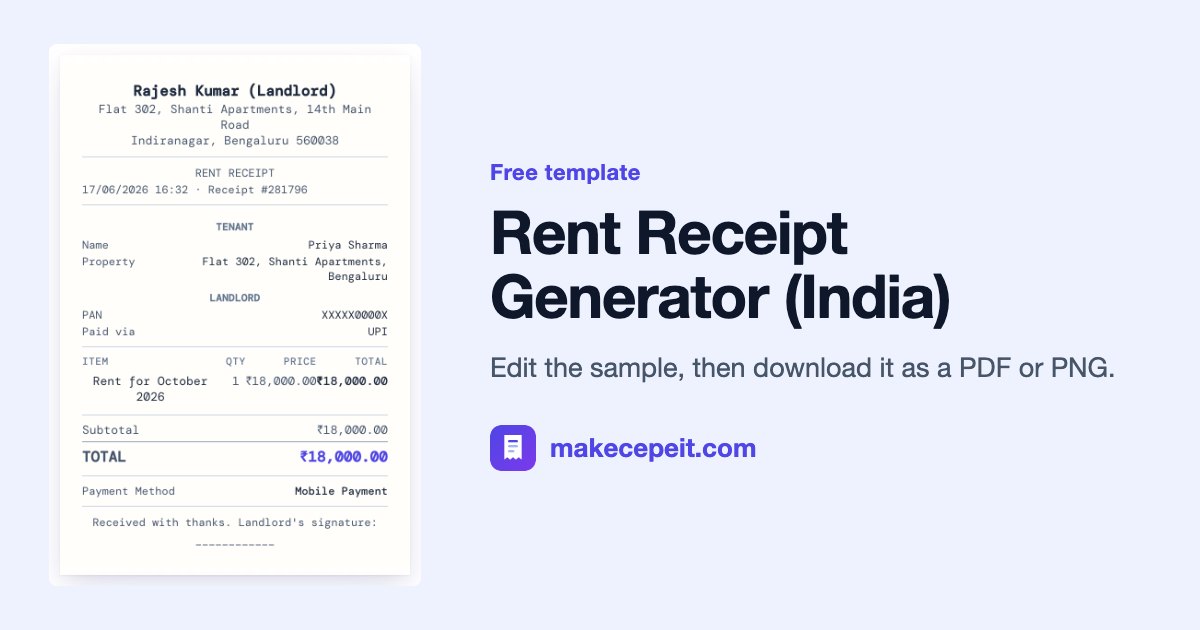 Rajesh Kumar (Landlord)
Flat 302, Shanti Apartments, 14th Main
Road
Indiranagar, Bengaluru 560038
RENT RECEIPT
17/06/2026 16:32 · Receipt #281796
TENANT
Name Priya Sharma
Property Flat 302, Shanti Apartments,
Bengaluru
LANDLORD
PAN XXXXX0000X
Paid via UPI
ITEM QTY PRICE TOTAL
Rent for October 1 ₹18,000.00 ₹18,000.00
2026
Subtotal ₹18,000.00
TOTAL ₹18,000.00
Payment Method Mobile Payment
Received with thanks. Landlord's signature:
____________
Free template
Rent Receipt
Generator (India)
Edit the sample, then download it as a PDF or PNG.
makecepeit.com